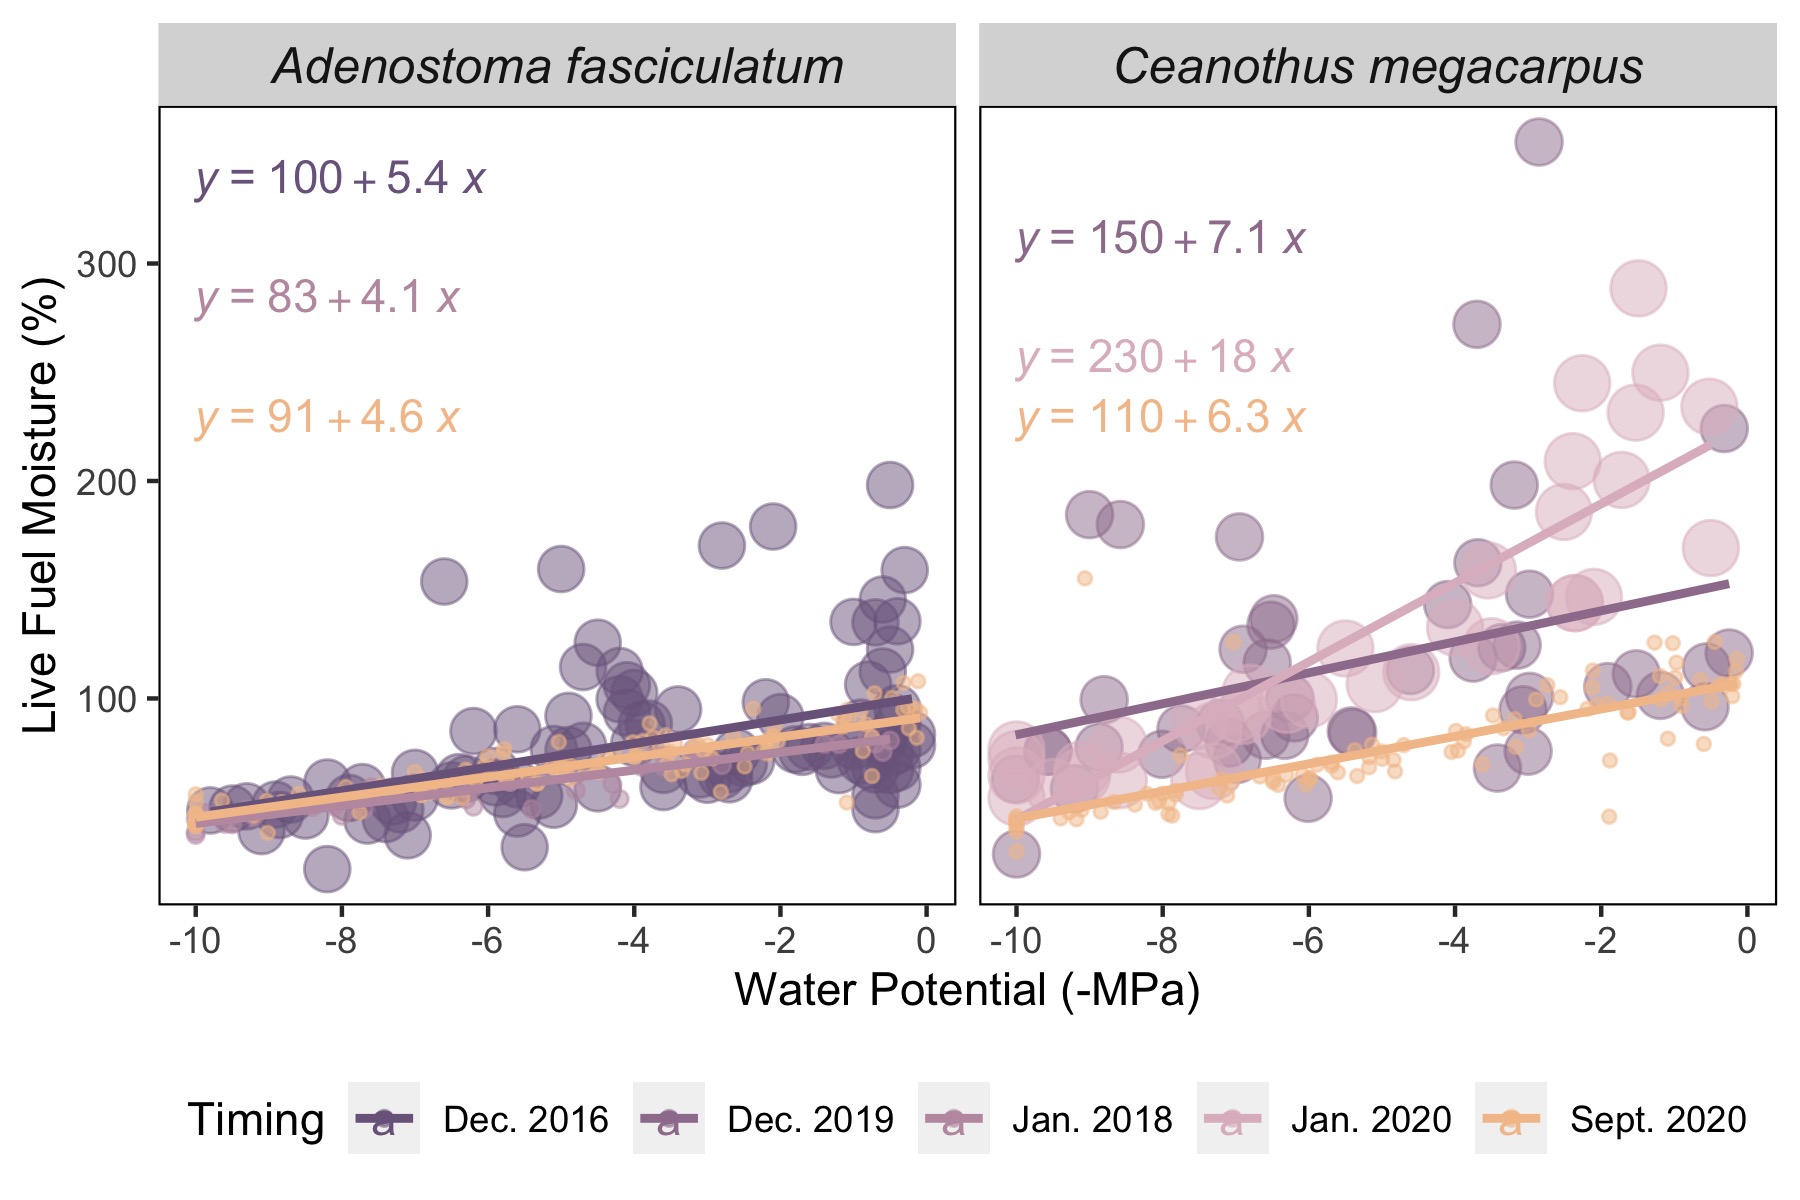 Adenostoma fasciculatum
Ceanothus megacarpus
y = 100 + 5.4 x
y = 83 + 4.1 x
y = 91 + 4.6 x
y = 150 + 7.1 x
y = 230 + 18 x
y = 110 + 6.3 x
Live Fuel Moisture (%)
300
200
100
-10 -8 -6 -4 -2 0
-10 -8 -6 -4 -2 0
Water Potential (-MPa)
Timing a Dec. 2016 a Dec. 2019 a Jan. 2018 a Jan. 2020 a Sept. 2020